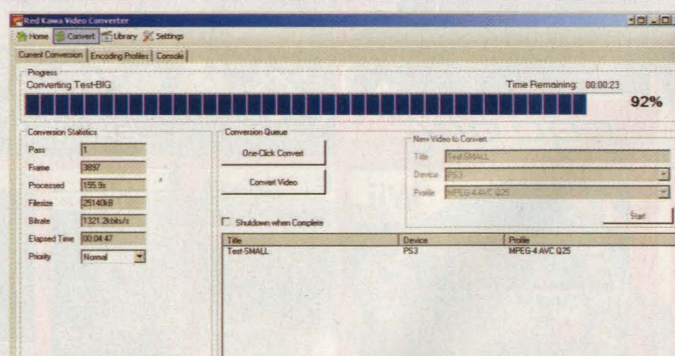 Red Kawa Video Converter
Home Convert Library Settings
Current Conversion Encoding Profiles Console
Progress
Converting Test-BIG Time Remaining: 00:00:23
92%
Conversion Statistics
Pass 1
Frame 3897
Processed 155.9s
Filesize 25140kB
Bitrate 1321.2kbits/s
Elapsed Time 00:04:47
Priority Normal
Conversion Queue
One-Click Convert
Convert Video
Shutdown when Complete
New Video to Convert
Title Test-SMALL
Device PS3
Profile MPEG-4 AVC Q25
Start
Title Device Profile
Test-SMALL PS3 MPEG-4 AVC Q25